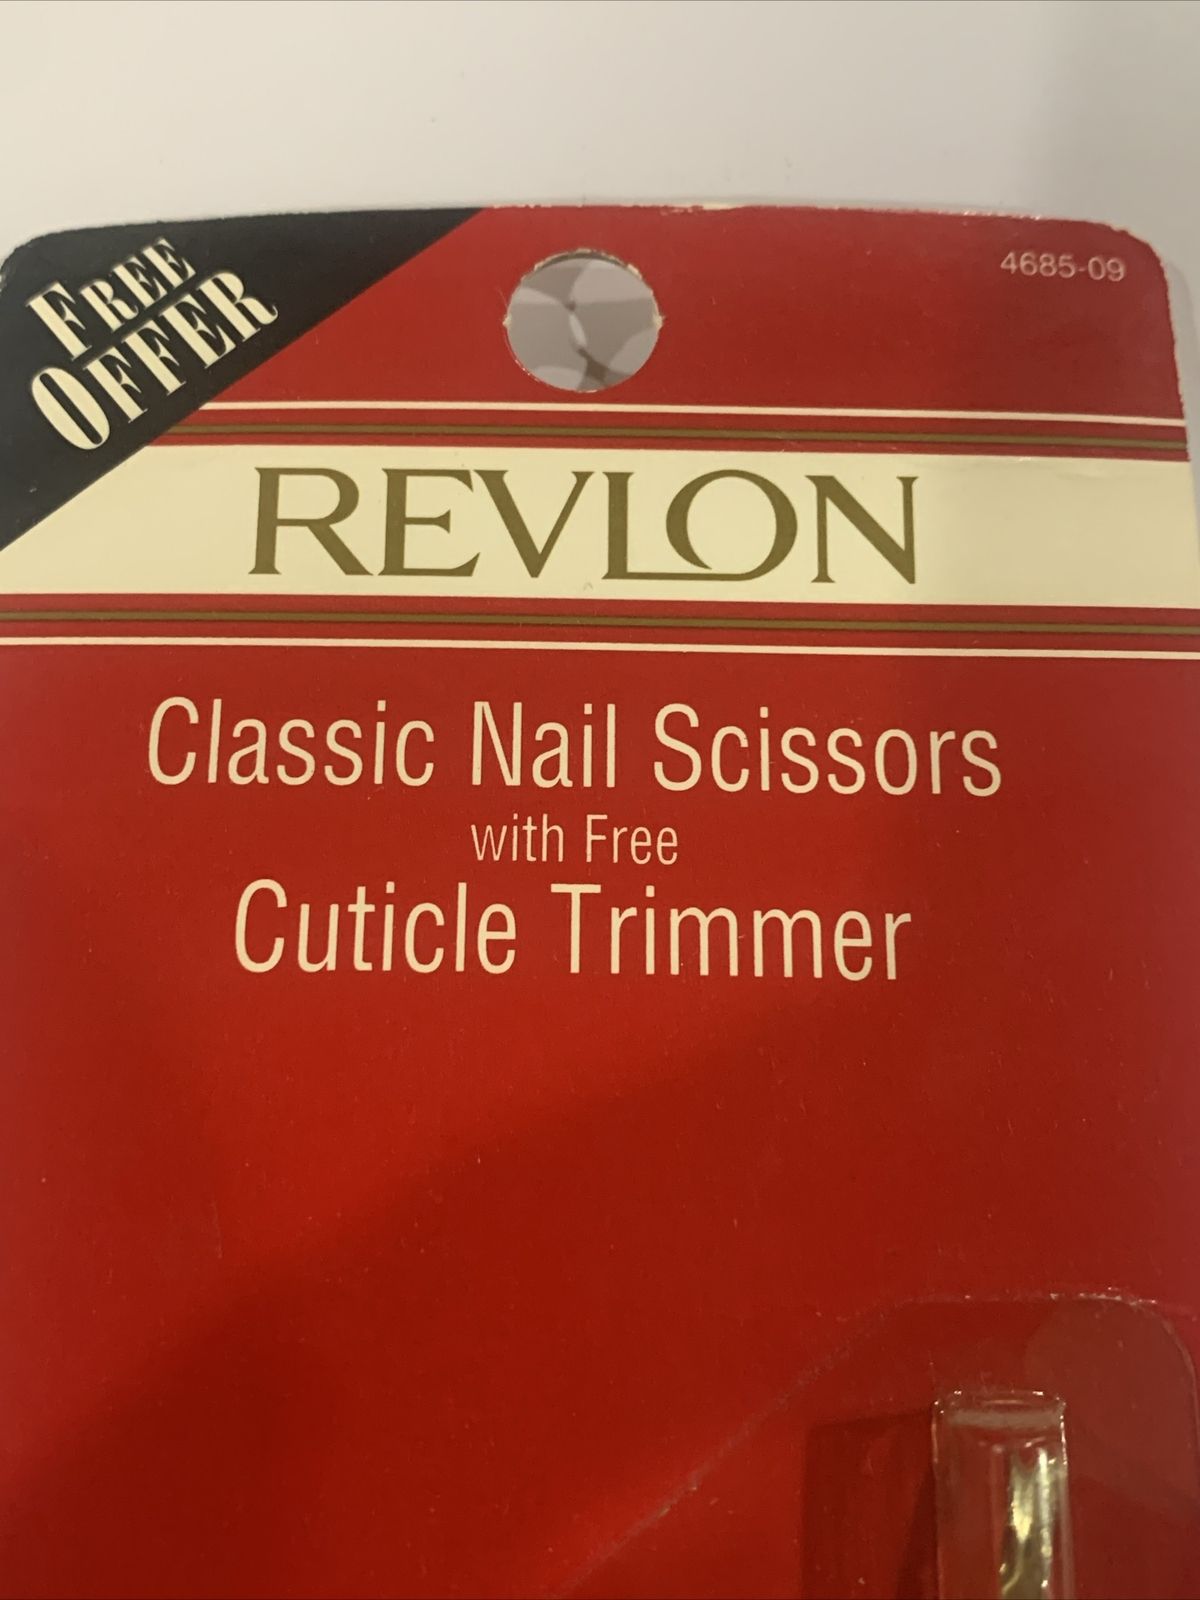 FREE
OFFER
4685-09
REVLON
Classic Nail Scissors
with Free
Cuticle Trimmer